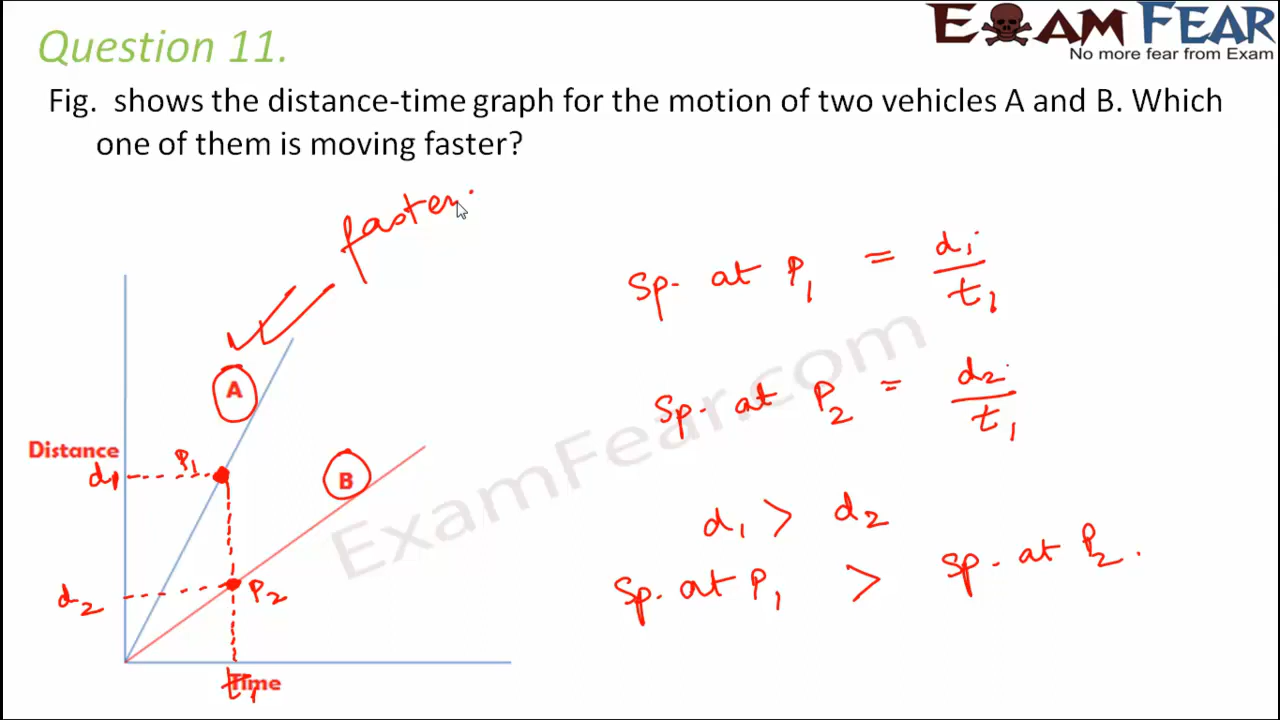 Question 11.
EXAM FEAR
No more fear from Exam
Fig. shows the distance-time graph for the motion of two vehicles A and B. Which
one of them is moving faster?
faster.
Sp. at P1 = d1/t1
A
Sp. at P2 = d2/t1
Distance
d1
P1
B
d1 > d2
d2
P2
Sp. at P1 > Sp. at P2.
t1
Time
ExamFear.com